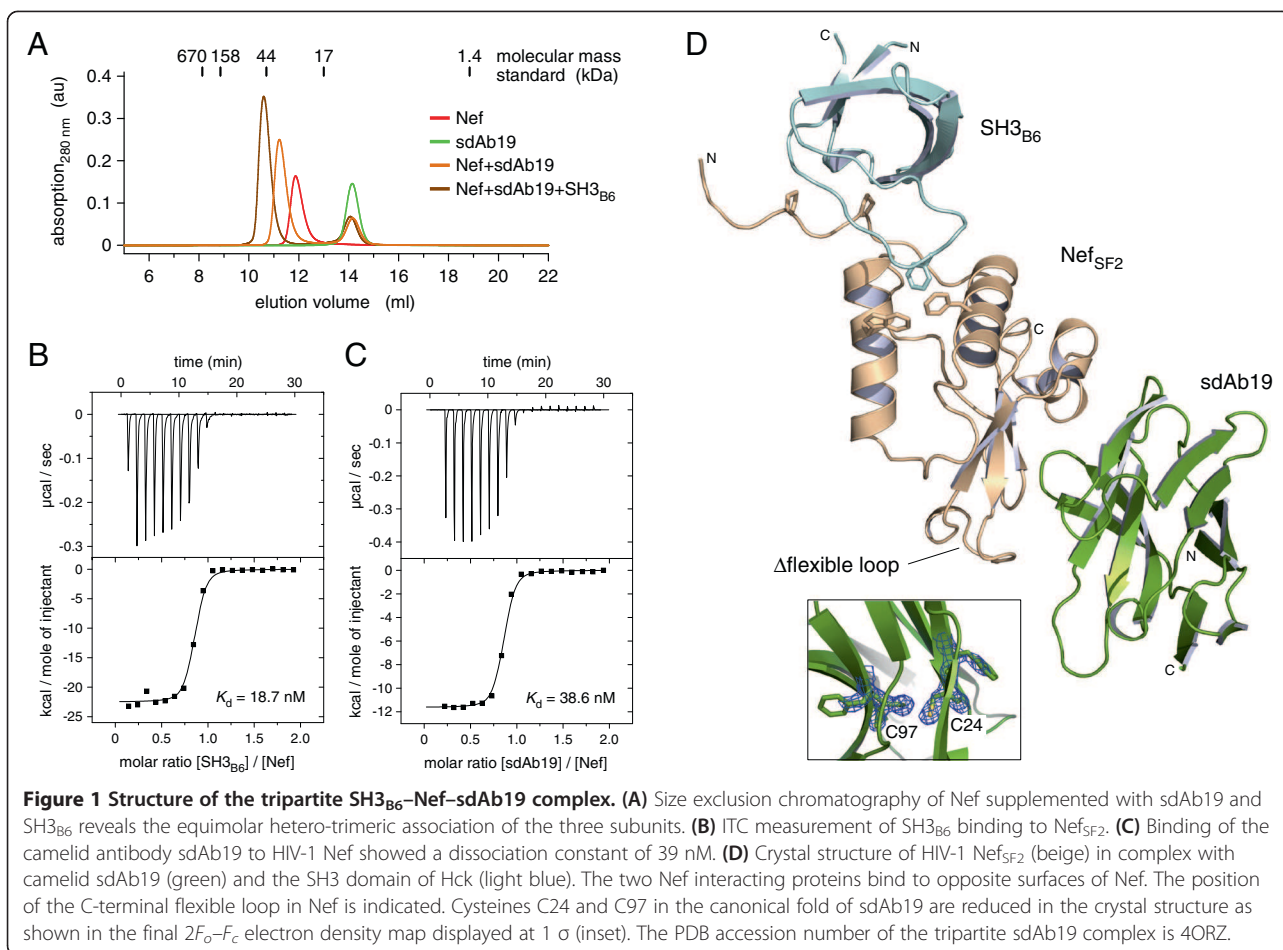 A
670 158 44 17 1.4 molecular mass standard (kDa)
0.4
0.3
0.2
0.1
0
absorption280 nm (au)
Nef
sdAb19
Nef+sdAb19
Nef+sdAb19+SH3B6
6 8 10 12 14 16 18 20 22
elution volume (ml)
B
time (min)
0 10 20 30
0
-0.1
-0.2
-0.3
µcal / sec
0
-5
-10
-15
-20
-25
kcal / mole of injectant
Kd = 18.7 nM
0.0 0.5 1.0 1.5 2.0
molar ratio [SH3B6] / [Nef]
C
time (min)
0 10 20 30
0
-0.1
-0.2
-0.3
-0.4
µcal / sec
0
-2
-4
-6
-8
-10
-12
kcal / mole of injectant
Kd = 38.6 nM
0.0 0.5 1.0 1.5 2.0
molar ratio [sdAb19] / [Nef]
D
C
N
SH3B6
N
NefSF2
C
sdAb19
N
Δflexible loop
C
C97
C24
Figure 1 Structure of the tripartite SH3B6–Nef–sdAb19 complex. (A) Size exclusion chromatography of Nef supplemented with sdAb19 and
SH3B6 reveals the equimolar hetero-trimeric association of the three subunits. (B) ITC measurement of SH3B6 binding to NefSF2. (C) Binding of the
camelid antibody sdAb19 to HIV-1 Nef showed a dissociation constant of 39 nM. (D) Crystal structure of HIV-1 NefSF2 (beige) in complex with
camelid sdAb19 (green) and the SH3 domain of Hck (light blue). The two Nef interacting proteins bind to opposite surfaces of Nef. The position
of the C-terminal flexible loop in Nef is indicated. Cysteines C24 and C97 in the canonical fold of sdAb19 are reduced in the crystal structure as
shown in the final 2Fo–Fc electron density map displayed at 1 σ (inset). The PDB accession number of the tripartite sdAb19 complex is 4ORZ.